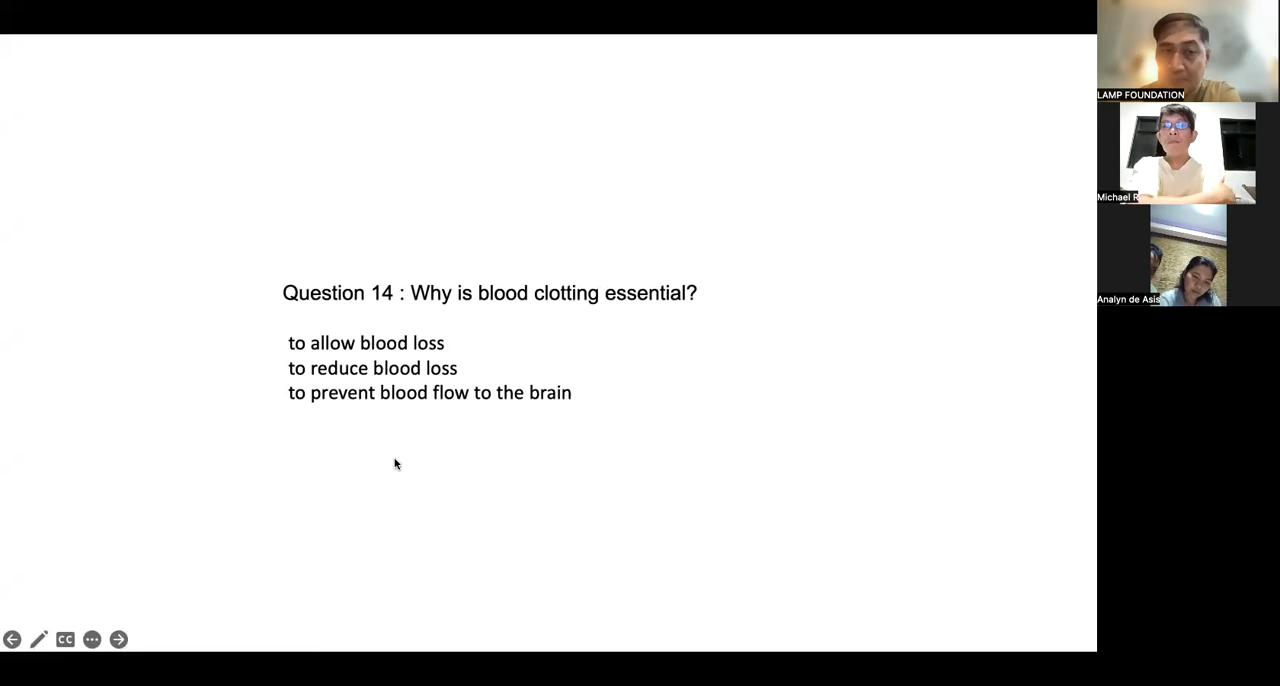 Question 14 : Why is blood clotting essential?
to allow blood loss
to reduce blood loss
to prevent blood flow to the brain
CC
LAMP FOUNDATION
Michael R
Analyn de Asis